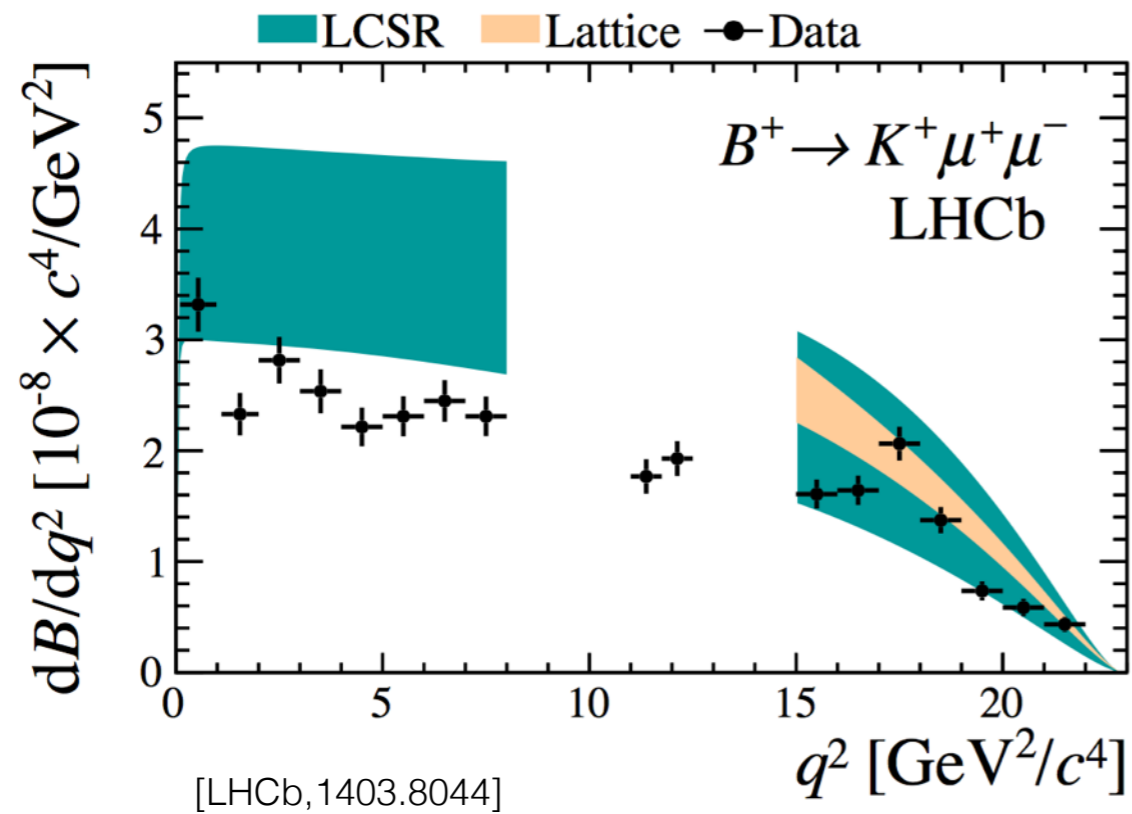 LCSR Lattice Data
B⁺ → K⁺μ⁺μ⁻
LHCb
dB/dq² [10⁻⁸ × c⁴/GeV²]
5
4
3
2
1
0
0 5 10 15 20
q² [GeV²/c⁴]
[LHCb,1403.8044]